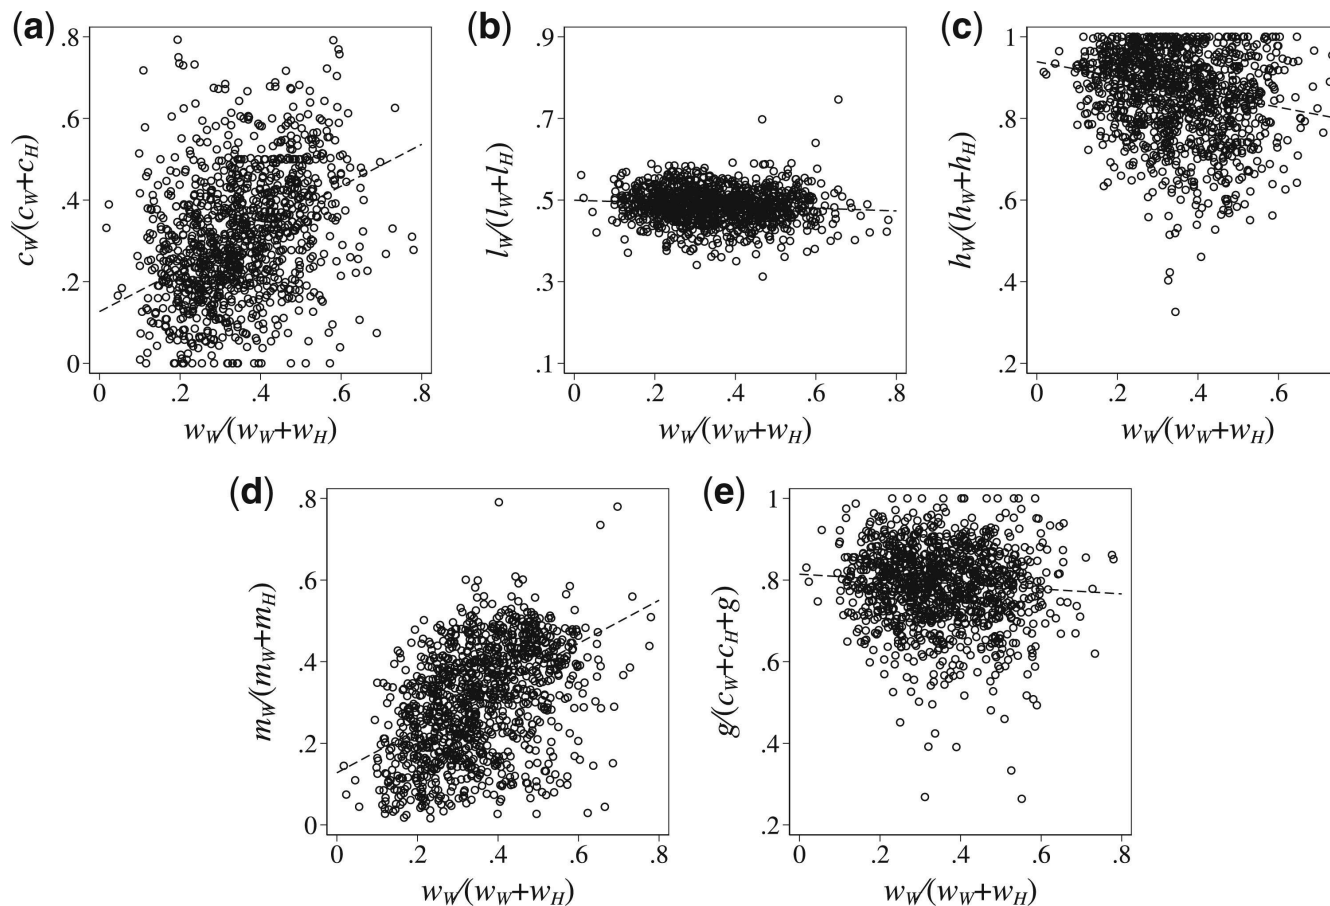 (a)
.8
.6
.4
.2
0
c_W/(c_W+c_H)
0 .2 .4 .6 .8
w_W/(w_W+w_H)
(b)
.9
.7
.5
.3
.1
l_W/(l_W+l_H)
0 .2 .4 .6 .8
w_W/(w_W+w_H)
(c)
1
.8
.6
.4
.2
h_W/(h_W+h_H)
0 .2 .4 .6
w_W/(w_W+w_H)
(d)
.8
.6
.4
.2
0
m_W/(m_W+m_H)
0 .2 .4 .6 .8
w_W/(w_W+w_H)
(e)
1
.8
.6
.4
.2
g/(c_W+c_H+g)
0 .2 .4 .6 .8
w_W/(w_W+w_H)